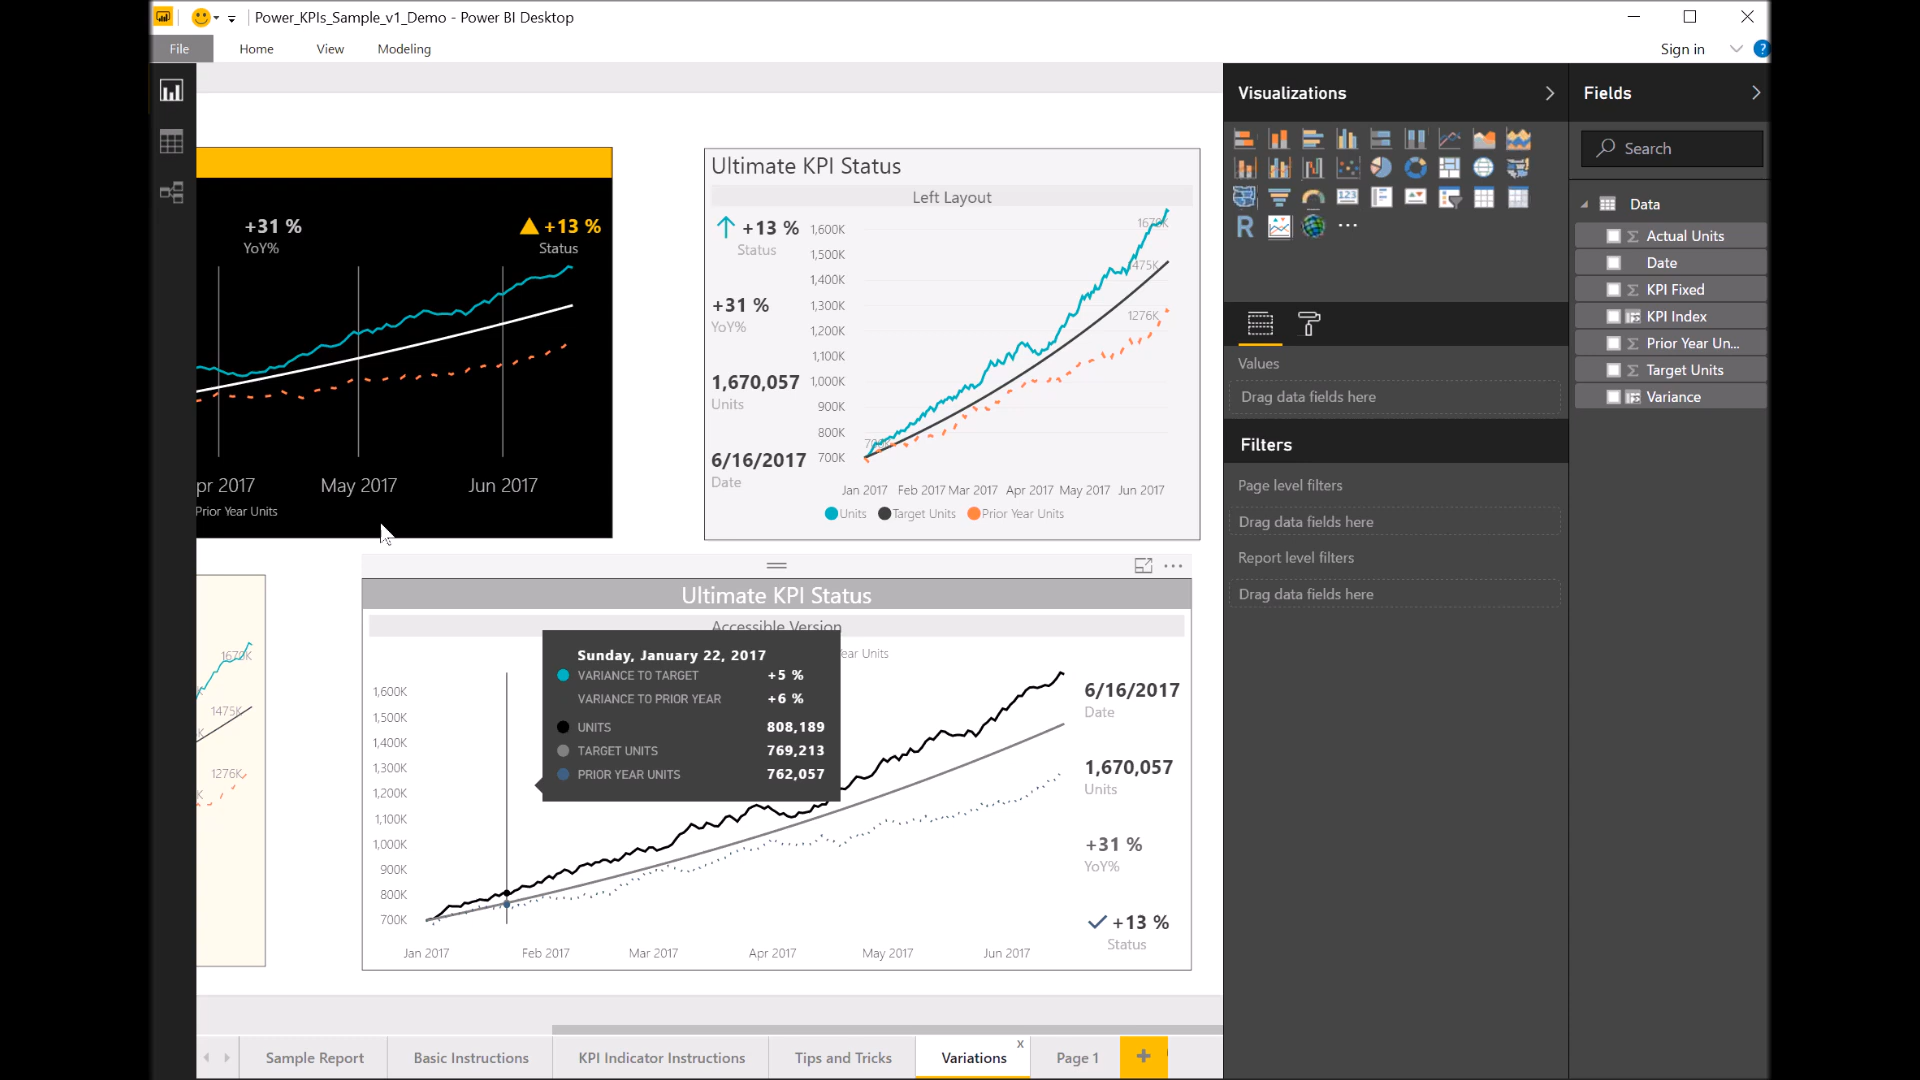 Power_KPIs_Sample_v1_Demo - Power BI Desktop
File Home View Modeling
Sign in
?
+31 %
YoY%
+13 %
Status
pr 2017 May 2017 Jun 2017
Prior Year Units
Ultimate KPI Status
Left Layout
+13 %
Status
+31 %
YoY%
1,670,057
Units
6/16/2017
Date
1,600K
1,500K
1,400K
1,300K
1,200K
1,100K
1,000K
900K
800K
700K
1670K
475K
1276K
Jan 2017 Feb 2017 Mar 2017 Apr 2017 May 2017 Jun 2017
Units Target Units Prior Year Units
1670K
1475K
K
1276K
K
Ultimate KPI Status
Accessible Version
ear Units
Sunday, January 22, 2017
VARIANCE TO TARGET +5 %
VARIANCE TO PRIOR YEAR +6 %
UNITS 808,189
TARGET UNITS 769,213
PRIOR YEAR UNITS 762,057
1,600K
1,500K
1,400K
1,300K
1,200K
1,100K
1,000K
900K
800K
700K
Jan 2017 Feb 2017 Mar 2017 Apr 2017 May 2017 Jun 2017
6/16/2017
Date
1,670,057
Units
+31 %
YoY%
+13 %
Status
Sample Report Basic Instructions KPI Indicator Instructions Tips and Tricks Variations x Page 1 +
Visualizations
123
R
Values
Drag data fields here
Filters
Page level filters
Drag data fields here
Report level filters
Drag data fields here
Fields
Search
Data
Σ Actual Units
Date
Σ KPI Fixed
KPI Index
Σ Prior Year Un...
Σ Target Units
Variance